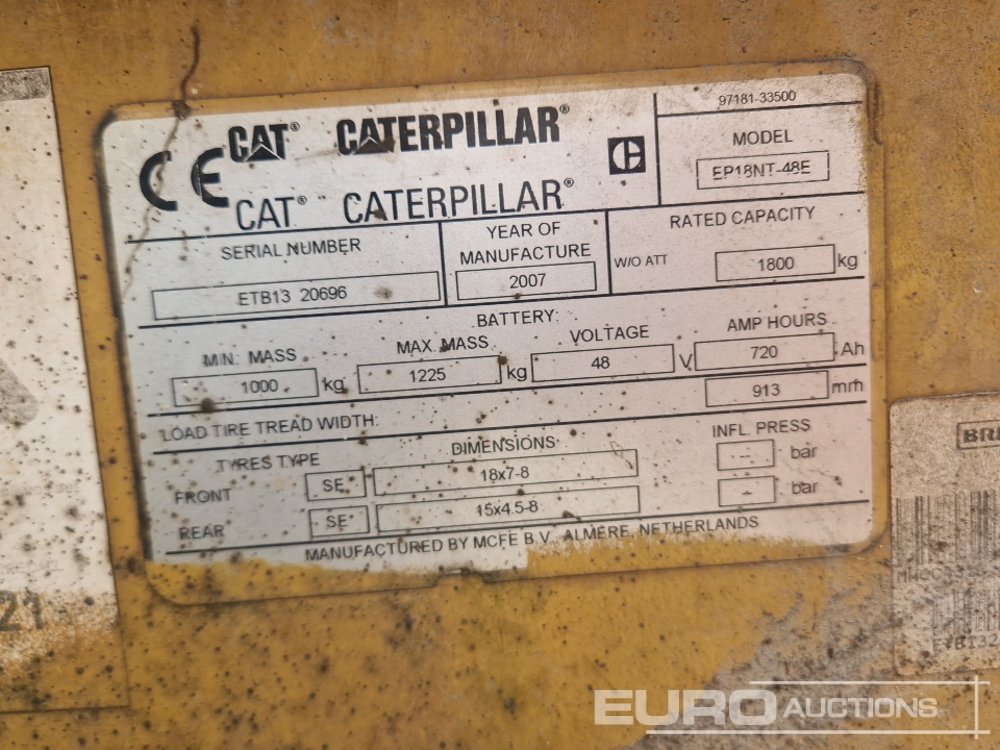 CE CAT® CATERPILLAR®
CAT® CATERPILLAR®
97181-33500
MODEL
EP18NT-48E
SERIAL NUMBER
ETB13 20696
YEAR OF
MANUFACTURE
2007
RATED CAPACITY
W/O ATT 1800 kg
BATTERY:
MIN. MASS MAX. MASS VOLTAGE AMP HOURS
1000 kg 1225 kg 48 V 720 Ah
LOAD TIRE TREAD WIDTH: 913 mm
TYRES TYPE DIMENSIONS INFL. PRESS
FRONT SE 18x7-8 - bar
REAR SE 15x4.5-8 - bar
MANUFACTURED BY MCFE B.V. ALMERE, NETHERLANDS
21
EURO AUCTIONS